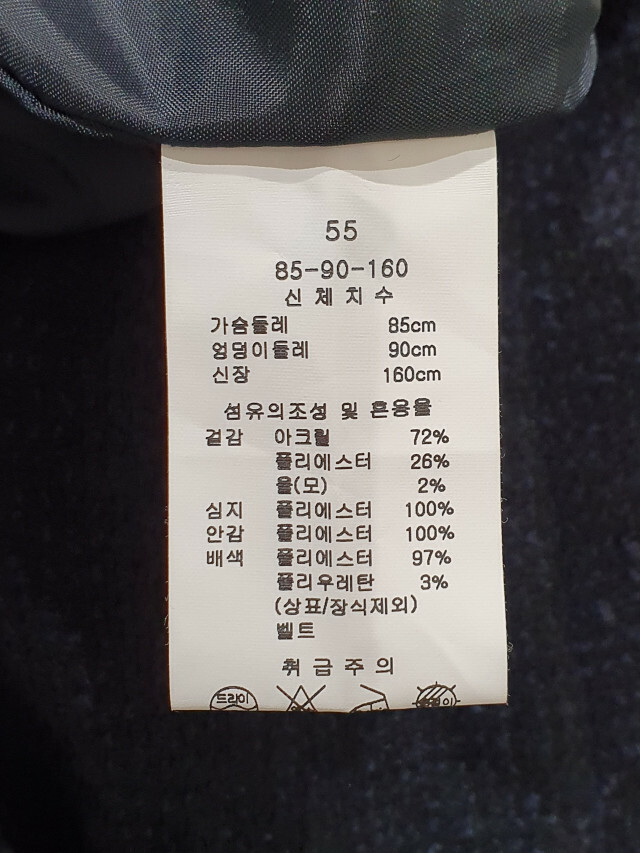 55
85-90-160
신체치수
가슴둘레 85cm
엉덩이둘레 90cm
신장 160cm
섬유의조성 및 혼용율
겉감 아크릴 72%
폴리에스터 26%
울(모) 2%
심지 폴리에스터 100%
안감 폴리에스터 100%
배색 폴리에스터 97%
폴리우레탄 3%
(상표/장식제외)
벨트
취급주의
드라이